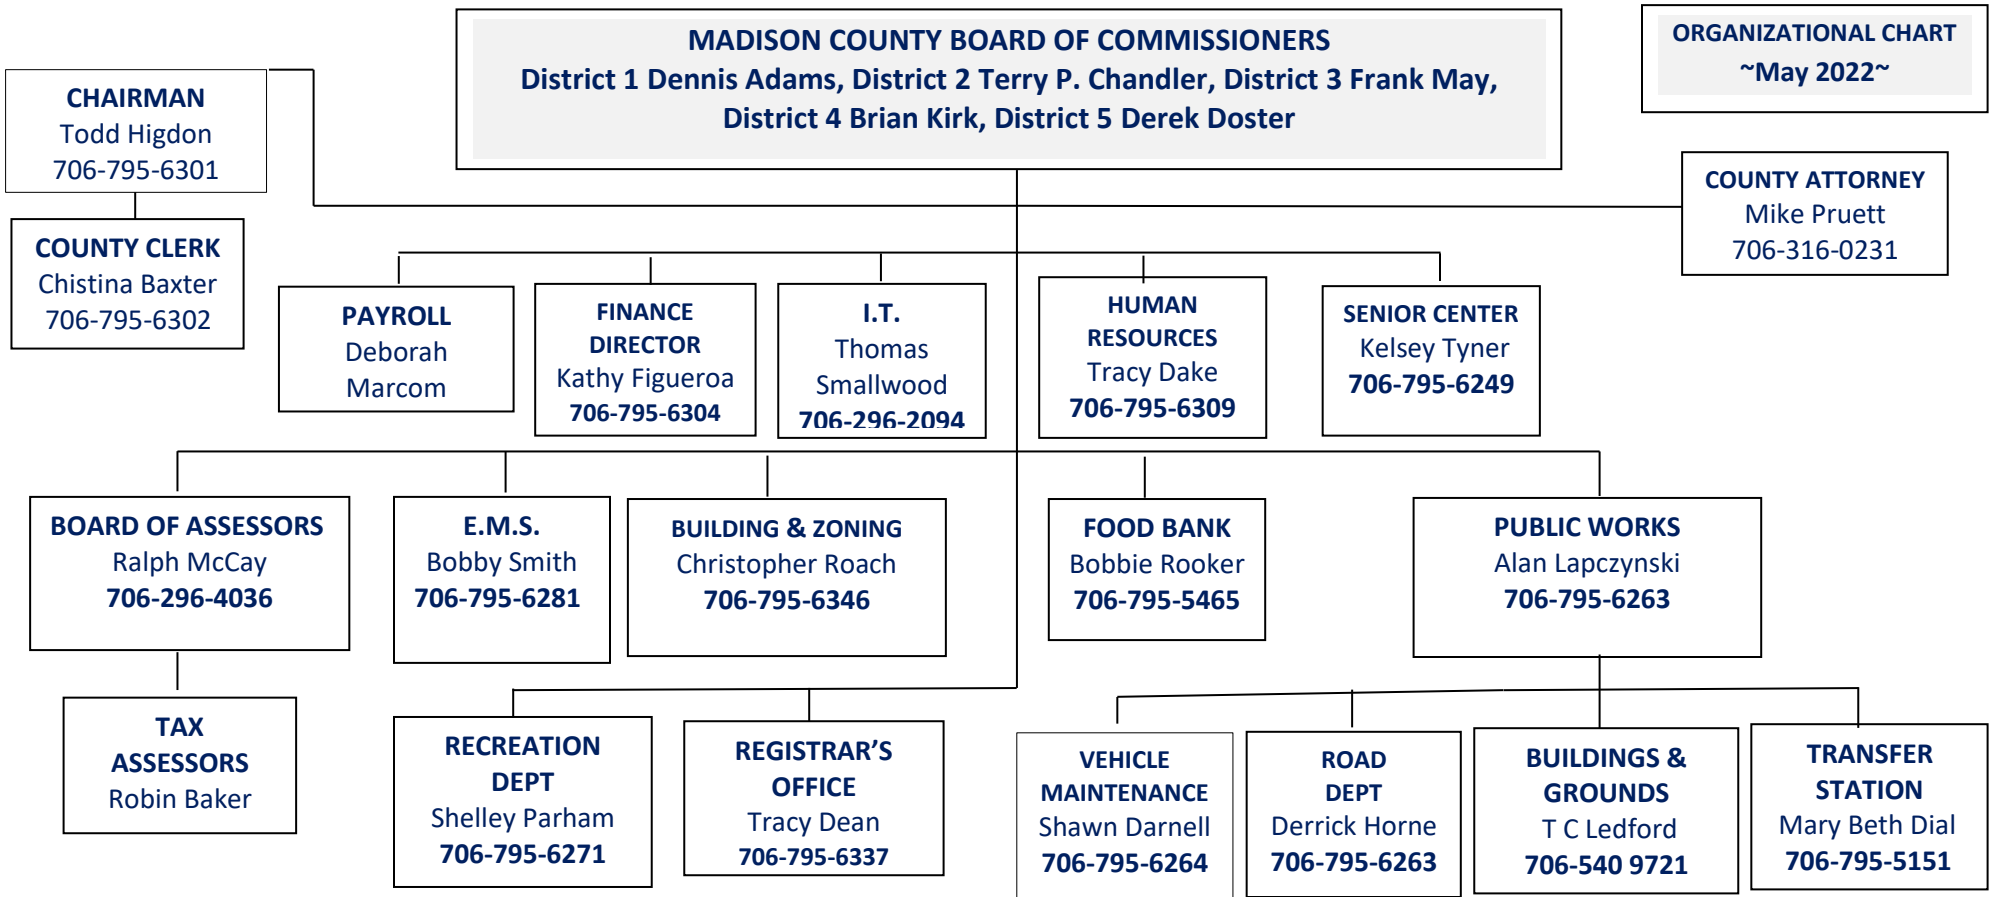 MADISON COUNTY BOARD OF COMMISSIONERS
District 1 Dennis Adams, District 2 Terry P. Chandler, District 3 Frank May,
District 4 Brian Kirk, District 5 Derek Doster
ORGANIZATIONAL CHART
~May 2022~
CHAIRMAN
Todd Higdon
706-795-6301
COUNTY ATTORNEY
Mike Pruett
706-316-0231
COUNTY CLERK
Chistina Baxter
706-795-6302
PAYROLL
Deborah
Marcom
FINANCE
DIRECTOR
Kathy Figueroa
706-795-6304
I.T.
Thomas
Smallwood
706-296-2094
HUMAN
RESOURCES
Tracy Dake
706-795-6309
SENIOR CENTER
Kelsey Tyner
706-795-6249
BOARD OF ASSESSORS
Ralph McCay
706-296-4036
E.M.S.
Bobby Smith
706-795-6281
BUILDING & ZONING
Christopher Roach
706-795-6346
FOOD BANK
Bobbie Rooker
706-795-5465
PUBLIC WORKS
Alan Lapczynski
706-795-6263
TAX
ASSESSORS
Robin Baker
RECREATION
DEPT
Shelley Parham
706-795-6271
REGISTRAR’S
OFFICE
Tracy Dean
706-795-6337
VEHICLE
MAINTENANCE
Shawn Darnell
706-795-6264
ROAD
DEPT
Derrick Horne
706-795-6263
BUILDINGS &
GROUNDS
T C Ledford
706-540 9721
TRANSFER
STATION
Mary Beth Dial
706-795-5151